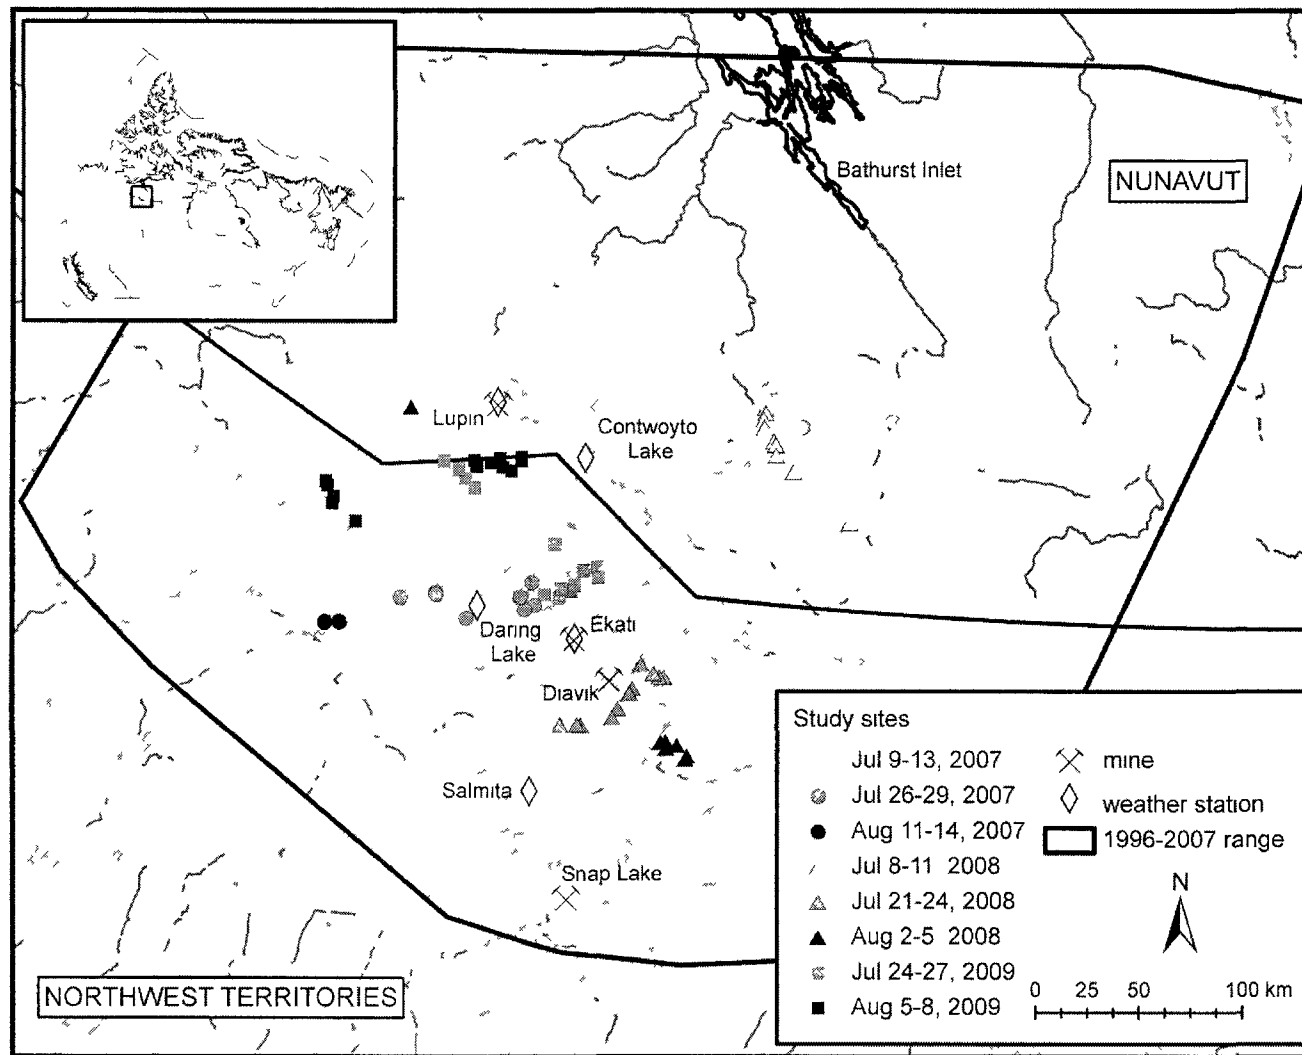 Bathurst Inlet
NUNAVUT
Lupin
Contwoyto
Lake
Daring
Lake
Ekati
Diavik
Salmita
Snap Lake
NORTHWEST TERRITORIES
Study sites
Jul 9-13, 2007
Jul 26-29, 2007
Aug 11-14, 2007
Jul 8-11 2008
Jul 21-24, 2008
Aug 2-5 2008
Jul 24-27, 2009
Aug 5-8, 2009
mine
weather station
1996-2007 range
N
0 25 50 100 km